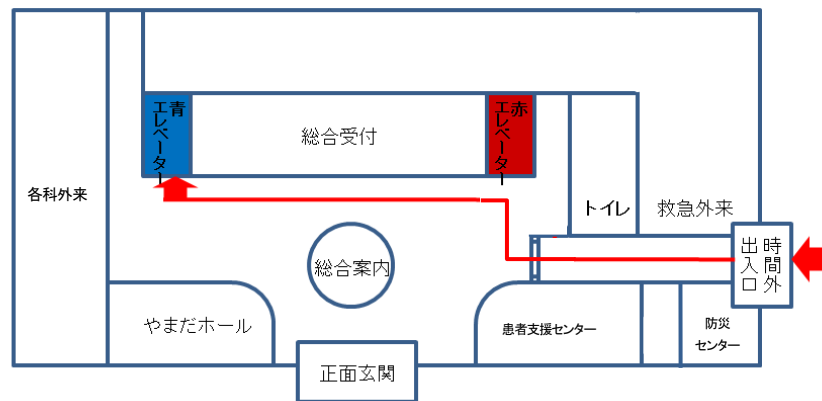 青
エレベーター
総合受付
赤
エレベーター
各科外来
トイレ
救急外来
時間外
出入口
総合案内
やまだホール
患者支援センター
防災
センター
正面玄関